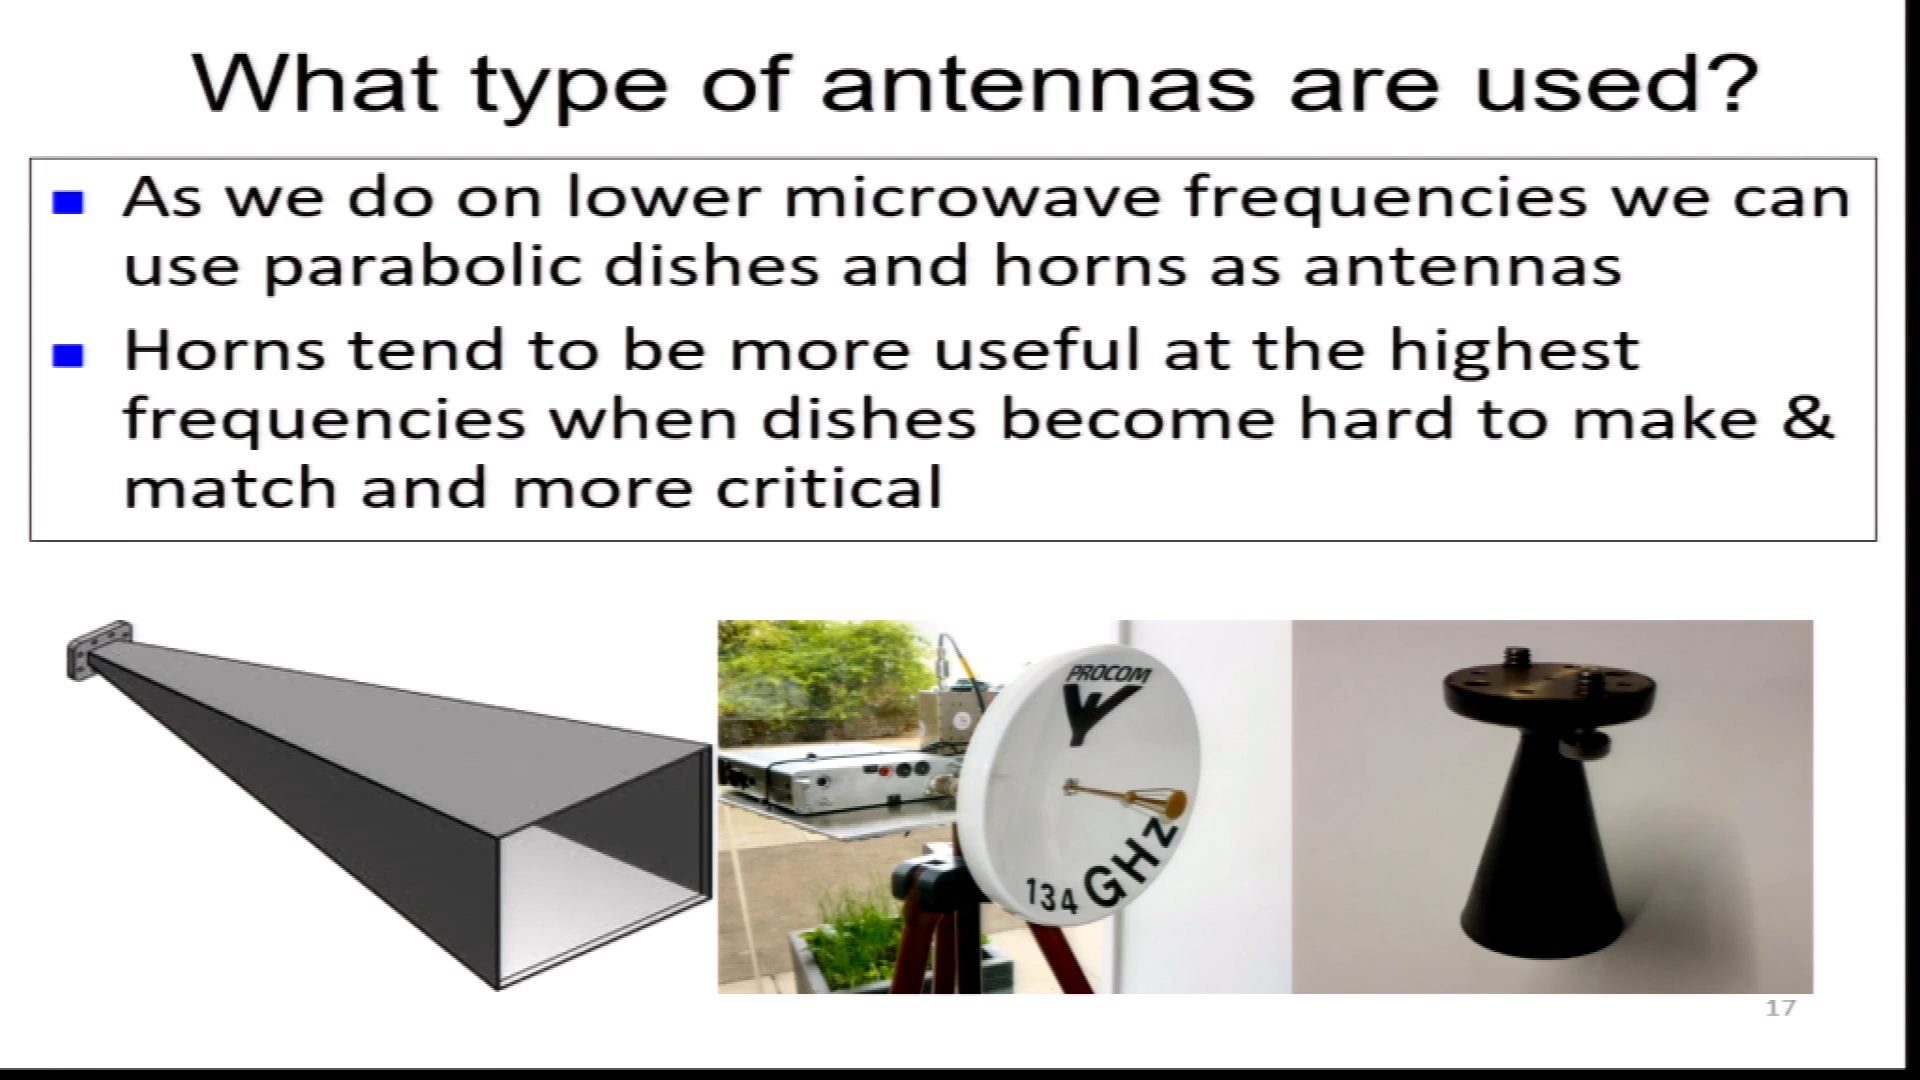 What type of antennas are used?
As we do on lower microwave frequencies we can
use parabolic dishes and horns as antennas
Horns tend to be more useful at the highest
frequencies when dishes become hard to make &
match and more critical
PROCOM
134 GHz
17